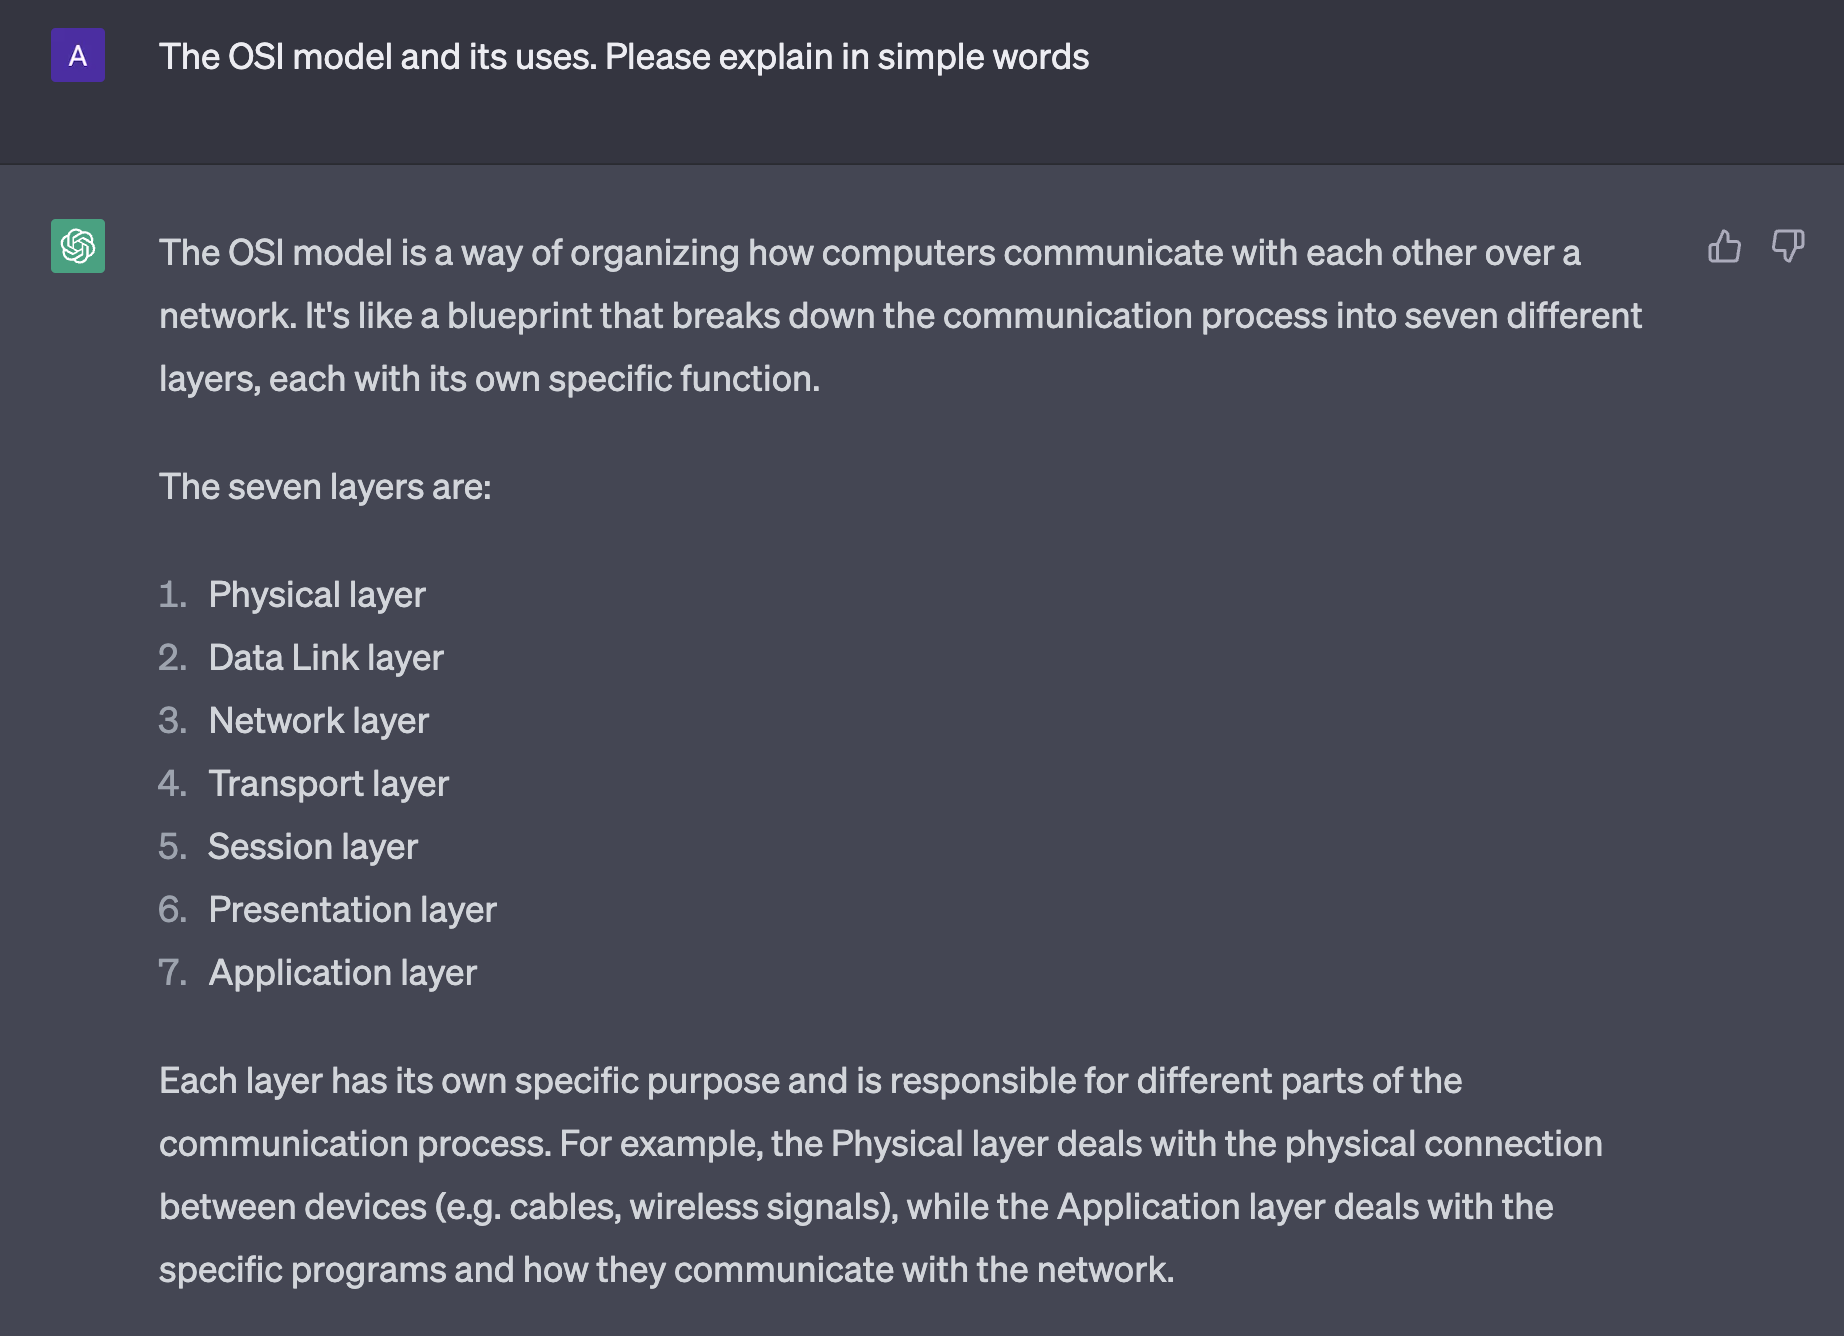 A
The OSI model and its uses. Please explain in simple words
The OSI model is a way of organizing how computers communicate with each other over a
network. It's like a blueprint that breaks down the communication process into seven different
layers, each with its own specific function.
The seven layers are:
1. Physical layer
2. Data Link layer
3. Network layer
4. Transport layer
5. Session layer
6. Presentation layer
7. Application layer
Each layer has its own specific purpose and is responsible for different parts of the
communication process. For example, the Physical layer deals with the physical connection
between devices (e.g. cables, wireless signals), while the Application layer deals with the
specific programs and how they communicate with the network.